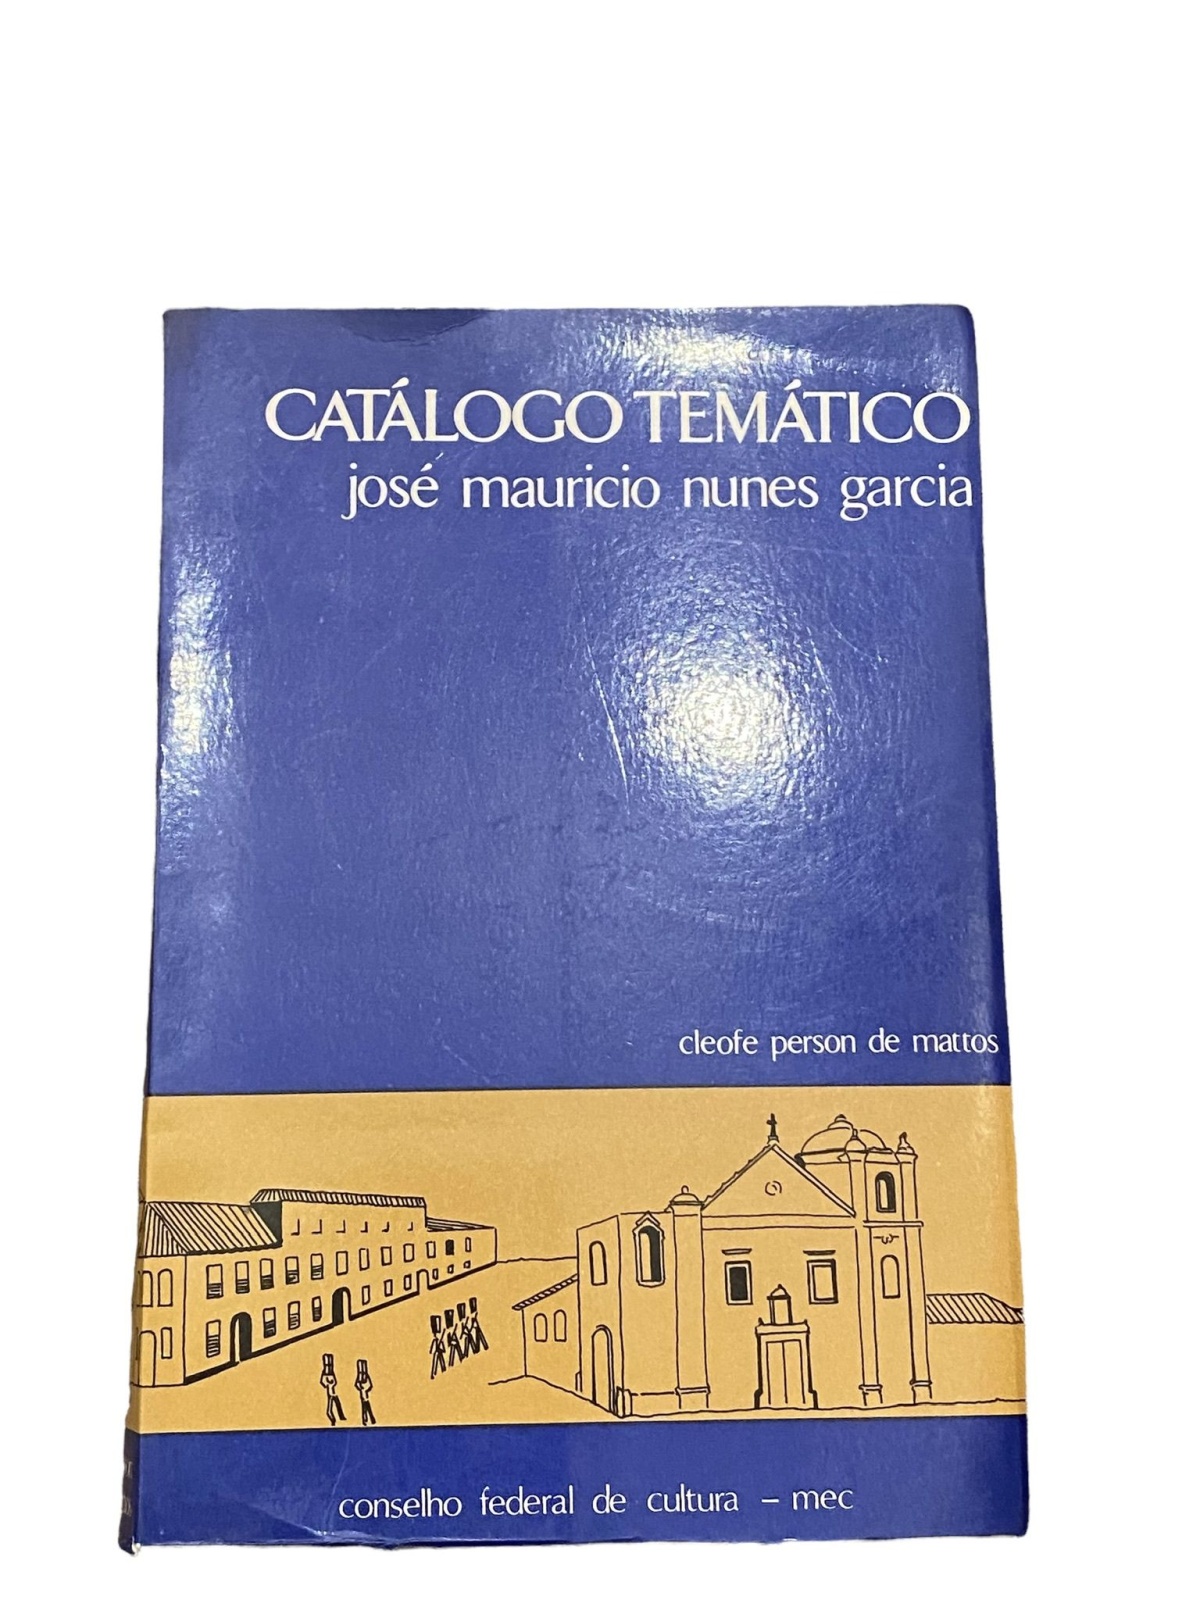 CATÁLOGO TEMÁTICO
josé mauricio nunes garcia
cleofe person de mattos
conselho federal de cultura – mec